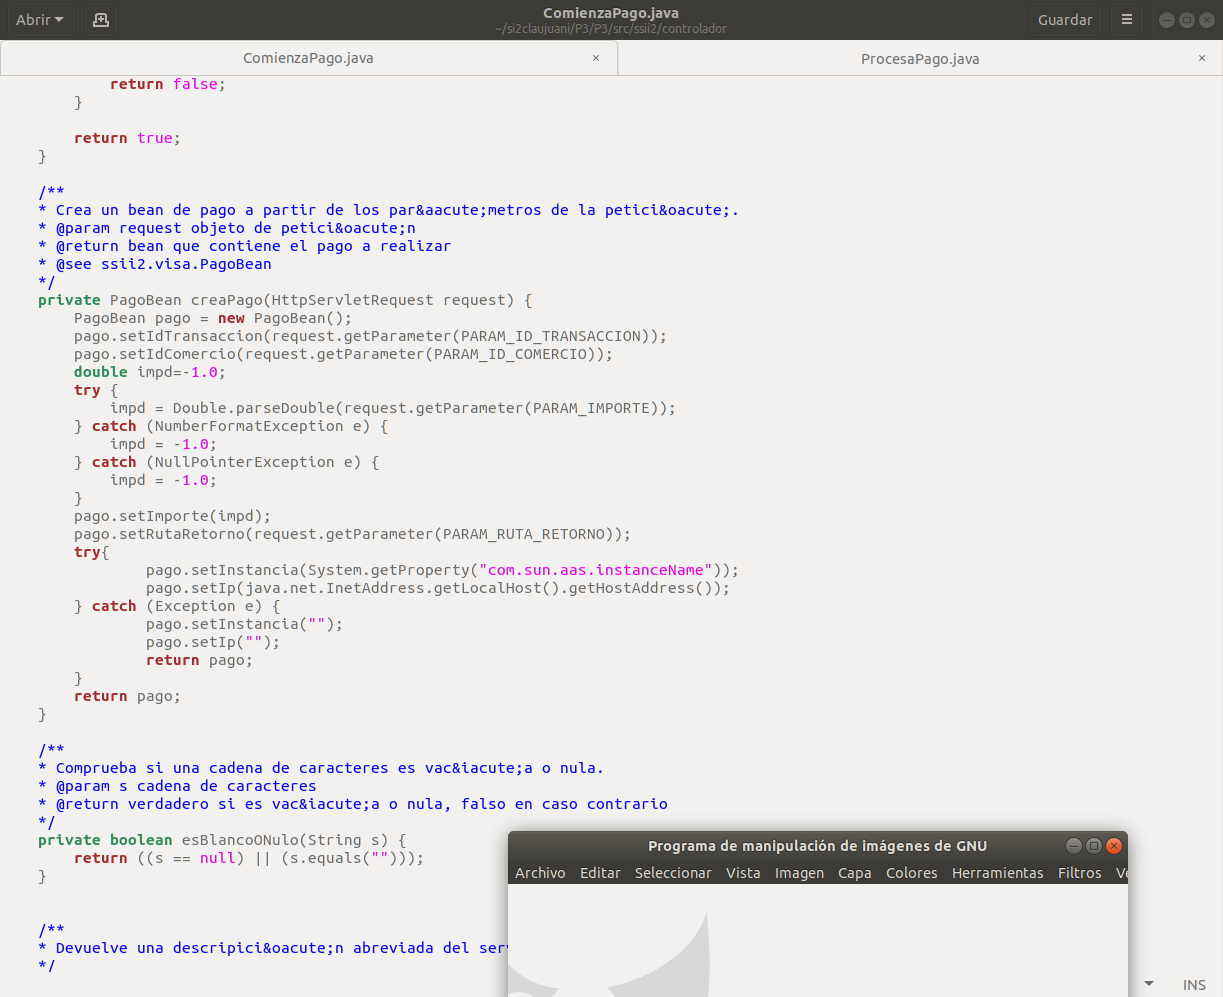 Abrir
ComienzaPago.java
~/si2claujuani/P3/P3/src/ssii2/controlador
Guardar
ComienzaPago.java ×
ProcesaPago.java ×
            return false;
        }

        return true;
    }

    /**
    * Crea un bean de pago a partir de los par&aacute;metros de la petici&oacute;.
    * @param request objeto de petici&oacute;n
    * @return bean que contiene el pago a realizar
    * @see ssii2.visa.PagoBean
    */
    private PagoBean creaPago(HttpServletRequest request) {
        PagoBean pago = new PagoBean();
        pago.setIdTransaccion(request.getParameter(PARAM_ID_TRANSACCION));
        pago.setIdComercio(request.getParameter(PARAM_ID_COMERCIO));
        double impd=-1.0;
        try {
            impd = Double.parseDouble(request.getParameter(PARAM_IMPORTE));
        } catch (NumberFormatException e) {
            impd = -1.0;
        } catch (NullPointerException e) {
            impd = -1.0;
        }
        pago.setImporte(impd);
        pago.setRutaRetorno(request.getParameter(PARAM_RUTA_RETORNO));
        try{
                pago.setInstancia(System.getProperty("com.sun.aas.instanceName"));
                pago.setIp(java.net.InetAddress.getLocalHost().getHostAddress());
        } catch (Exception e) {
                pago.setInstancia("");
                pago.setIp("");
                return pago;
        }
        return pago;
    }

    /**
    * Comprueba si una cadena de caracteres es vac&iacute;a o nula.
    * @param s cadena de caracteres
    * @return verdadero si es vac&iacute;a o nula, falso en caso contrario
    */
    private boolean esBlancoONulo(String s) {
        return ((s == null) || (s.equals("")));
    }

    /**
    * Devuelve una descripici&oacute;n abreviada del ser
    */
Programa de manipulación de imágenes de GNU
Archivo Editar Seleccionar Vista Imagen Capa Colores Herramientas Filtros
INS